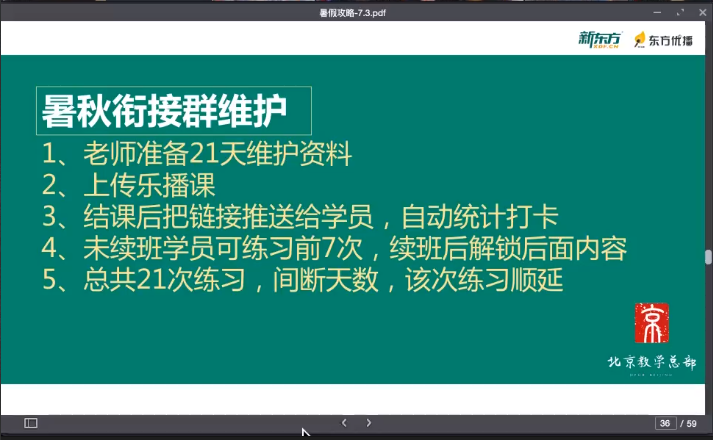 暑假攻略-7.3.pdf
新东方
XDF.CN
东方优播
暑秋衔接群维护
1、老师准备21天维护资料
2、上传乐播课
3、结课后把链接推送给学员，自动统计打卡
4、未续班学员可练习前7次，续班后解锁后面内容
5、总共21次练习，间断天数，该次练习顺延
京
北京教学总部
36 / 59